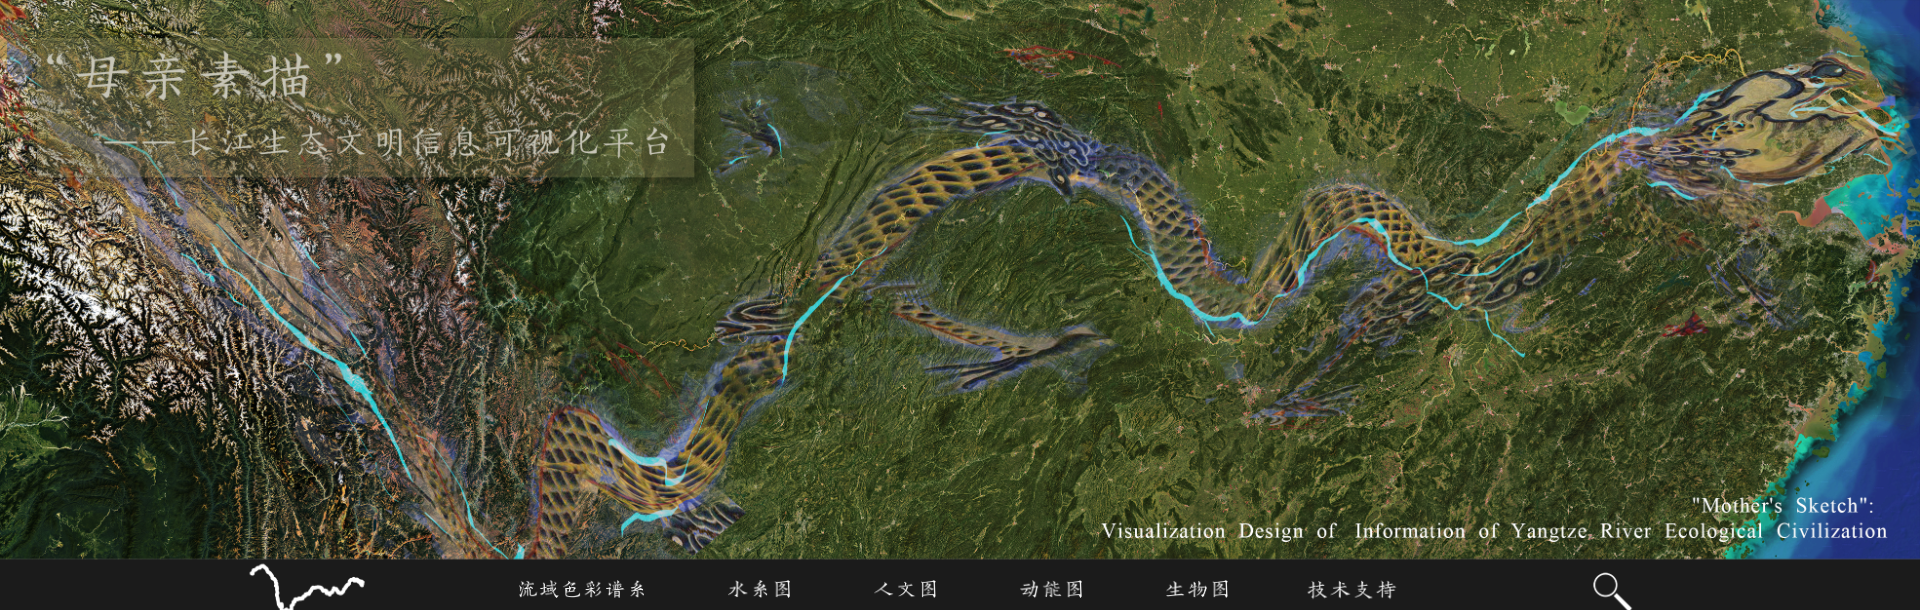 “母亲素描”
——长江生态文明信息可视化平台
"Mother's Sketch":
Visualization Design of Information of Yangtze River Ecological Civilization
流域色彩谱系 水系图 人文图 动能图 生物图 技术支持